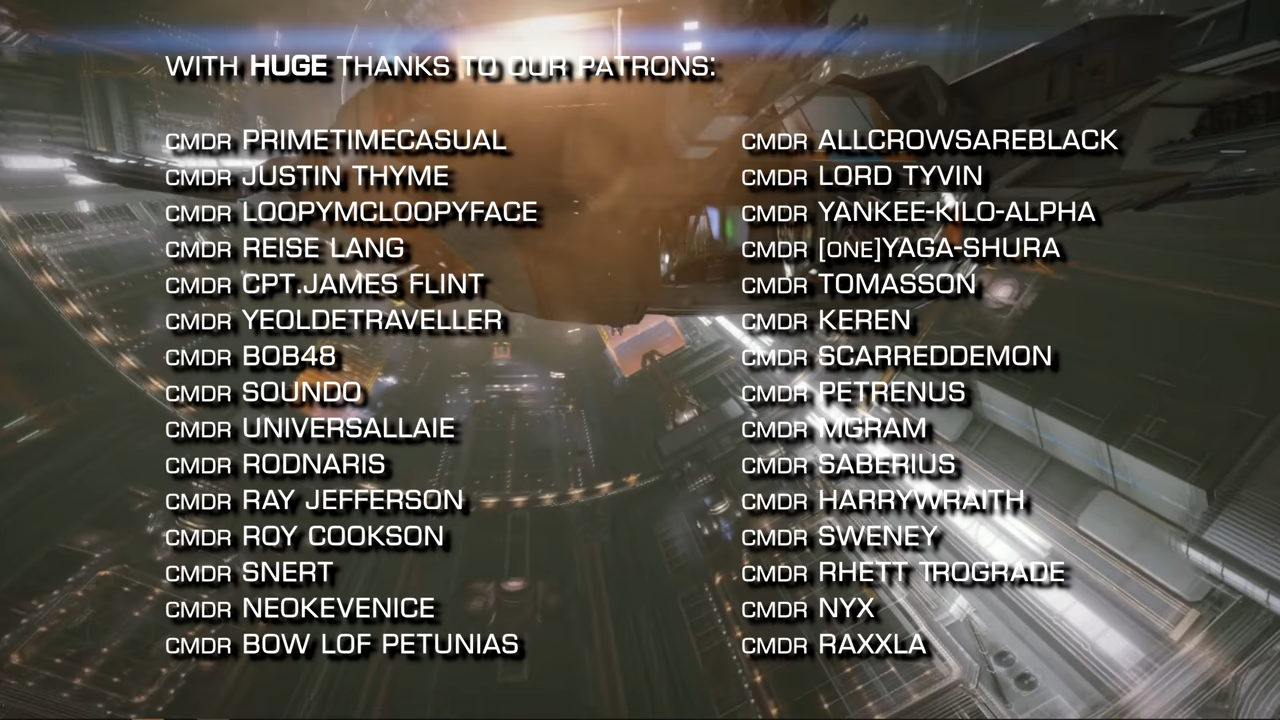 WITH HUGE THANKS TO OUR PATRONS:
CMDR PRIMETIMECASUAL
CMDR JUSTIN THYME
CMDR LOOPYMCLOOPYFACE
CMDR REISE LANG
CMDR CPT.JAMES FLINT
CMDR YEOLDETRAVELLER
CMDR BOB48
CMDR SOUNDO
CMDR UNIVERSALLAIE
CMDR RODNARIS
CMDR RAY JEFFERSON
CMDR ROY COOKSON
CMDR SNERT
CMDR NEOKEVENICE
CMDR BOW LOF PETUNIAS
CMDR ALLCROWSAREBLACK
CMDR LORD TYVIN
CMDR YANKEE-KILO-ALPHA
CMDR [ONE]YAGA-SHURA
CMDR TOMASSON
CMDR KEREN
CMDR SCARREDDEMON
CMDR PETRENUS
CMDR MGRAM
CMDR SABERIUS
CMDR HARRYWRAITH
CMDR SWENEY
CMDR RHETT TROGRADE
CMDR NYX
CMDR RAXXLA